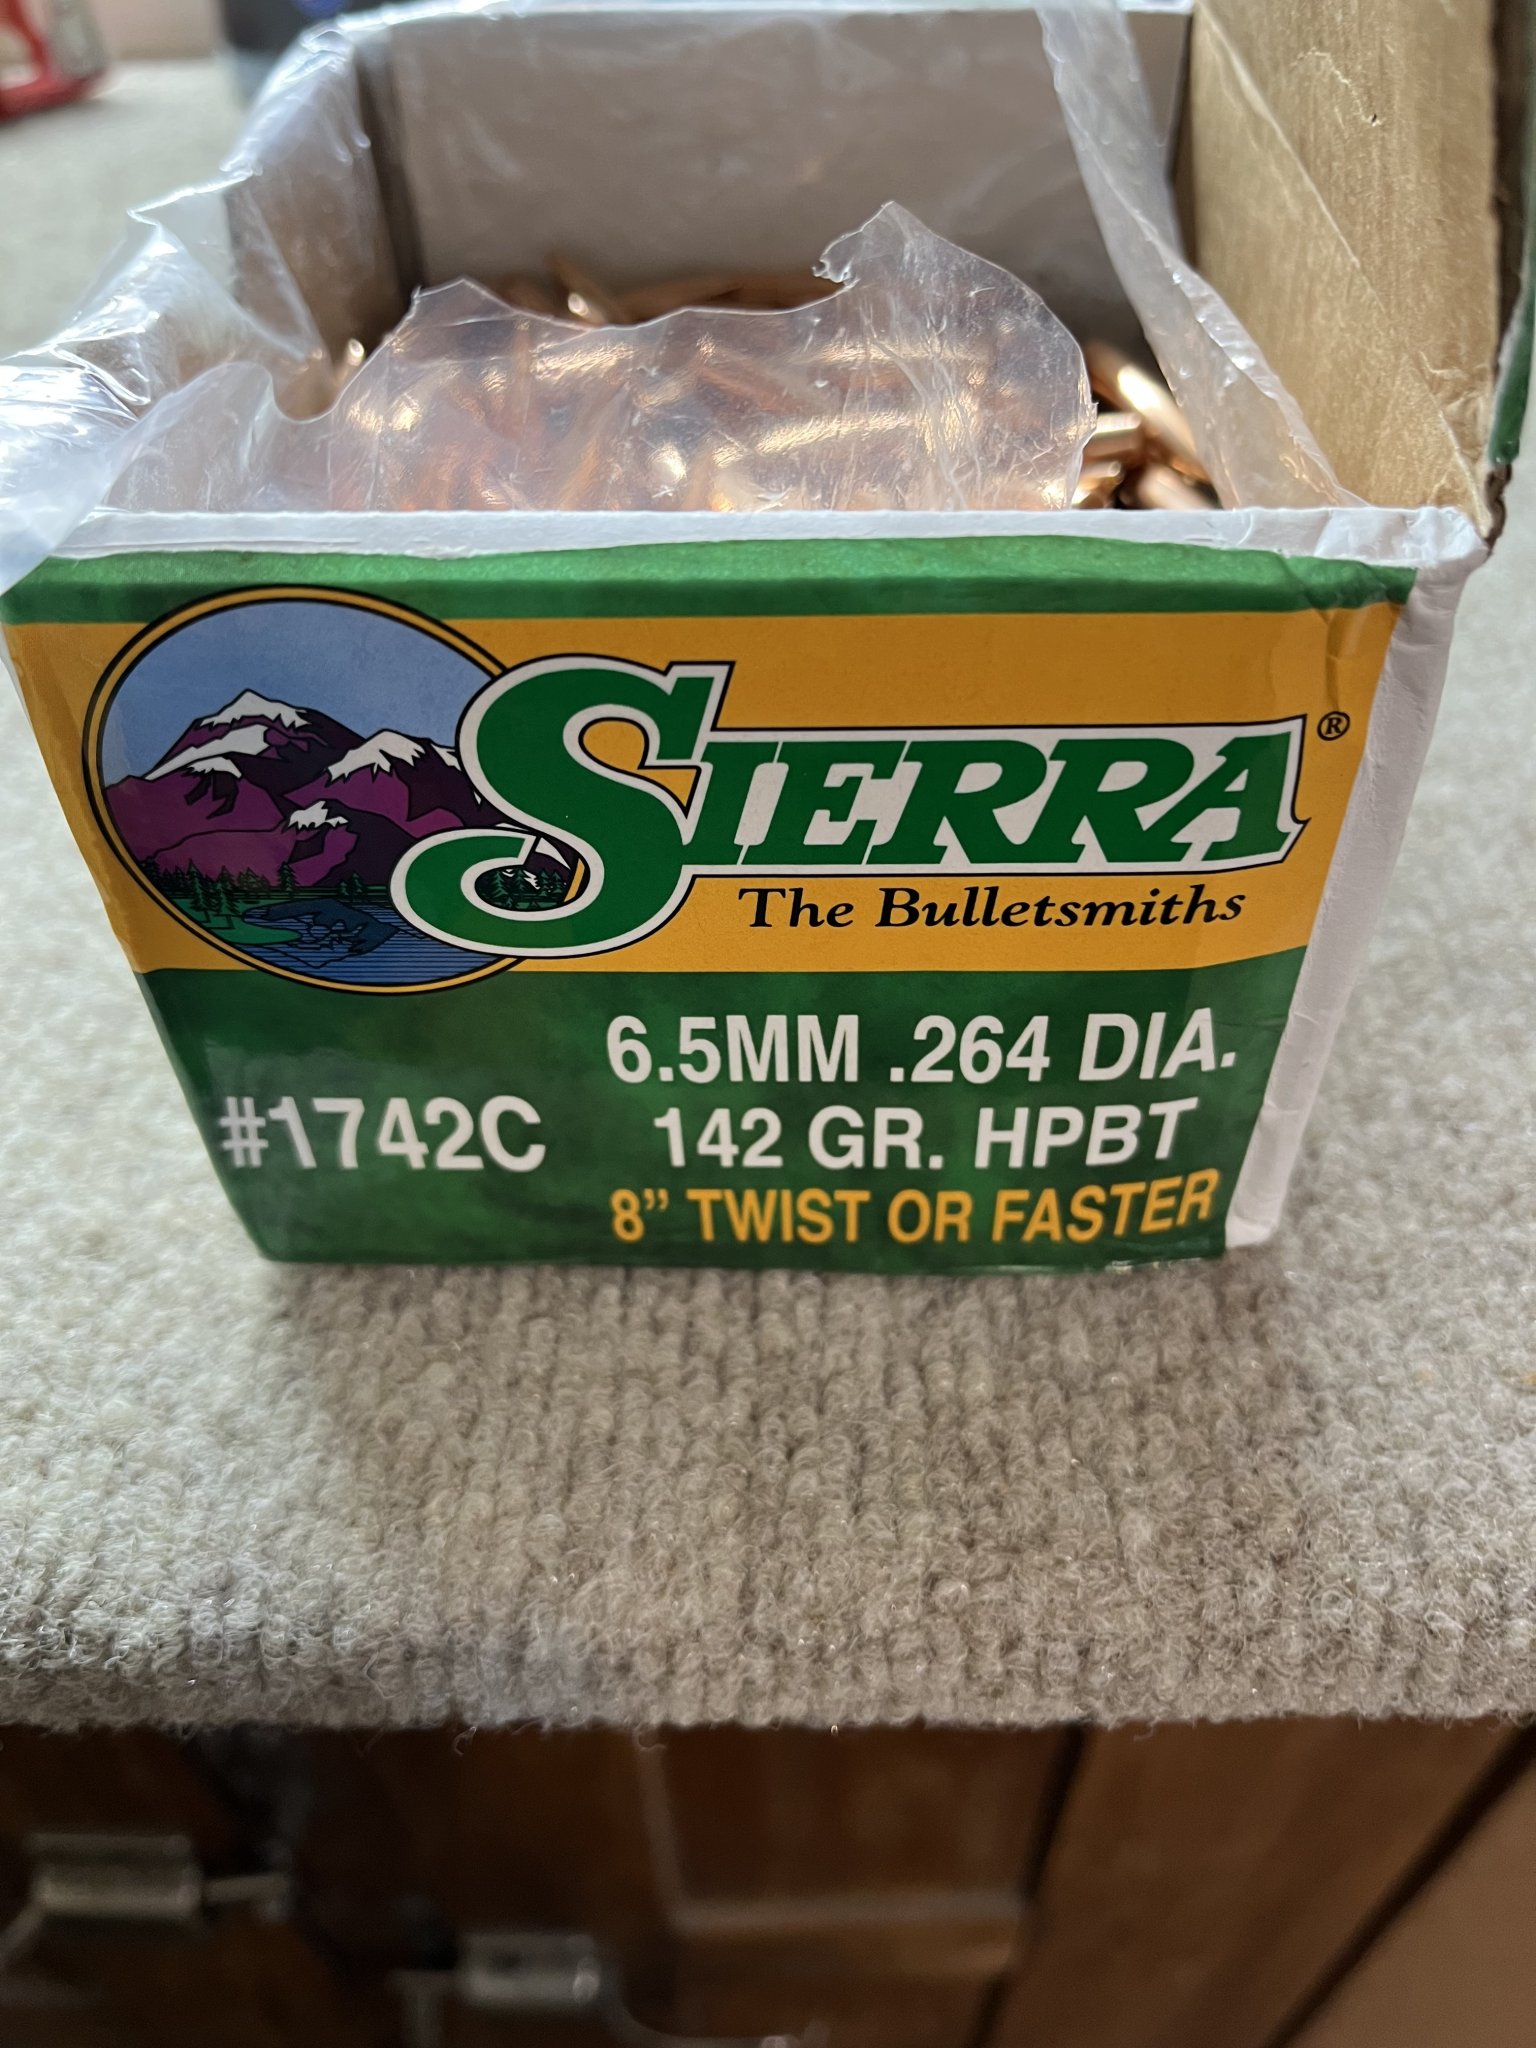 SIERRA®
The Bulletsmiths
6.5MM .264 DIA.
#1742C 142 GR. HPBT
8” TWIST OR FASTER